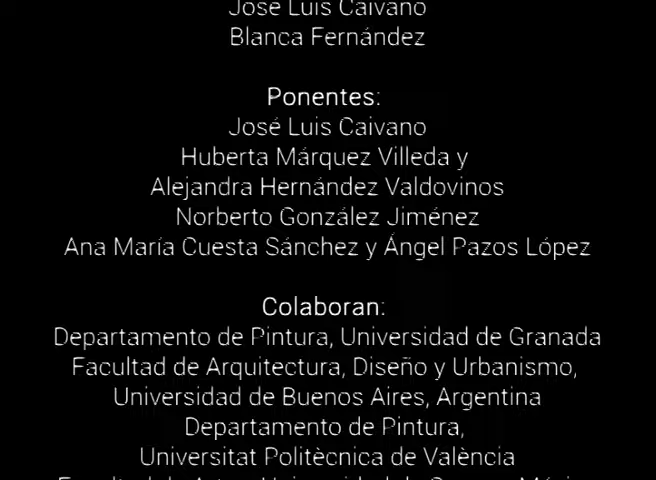 José Luis Caivano
Blanca Fernández
Ponentes:
José Luis Caivano
Huberta Márquez Villeda y
Alejandra Hernández Valdovinos
Norberto González Jiménez
Ana María Cuesta Sánchez y Ángel Pazos López
Colaboran:
Departamento de Pintura, Universidad de Granada
Facultad de Arquitectura, Diseño y Urbanismo,
Universidad de Buenos Aires, Argentina
Departamento de Pintura,
Universitat Politècnica de València